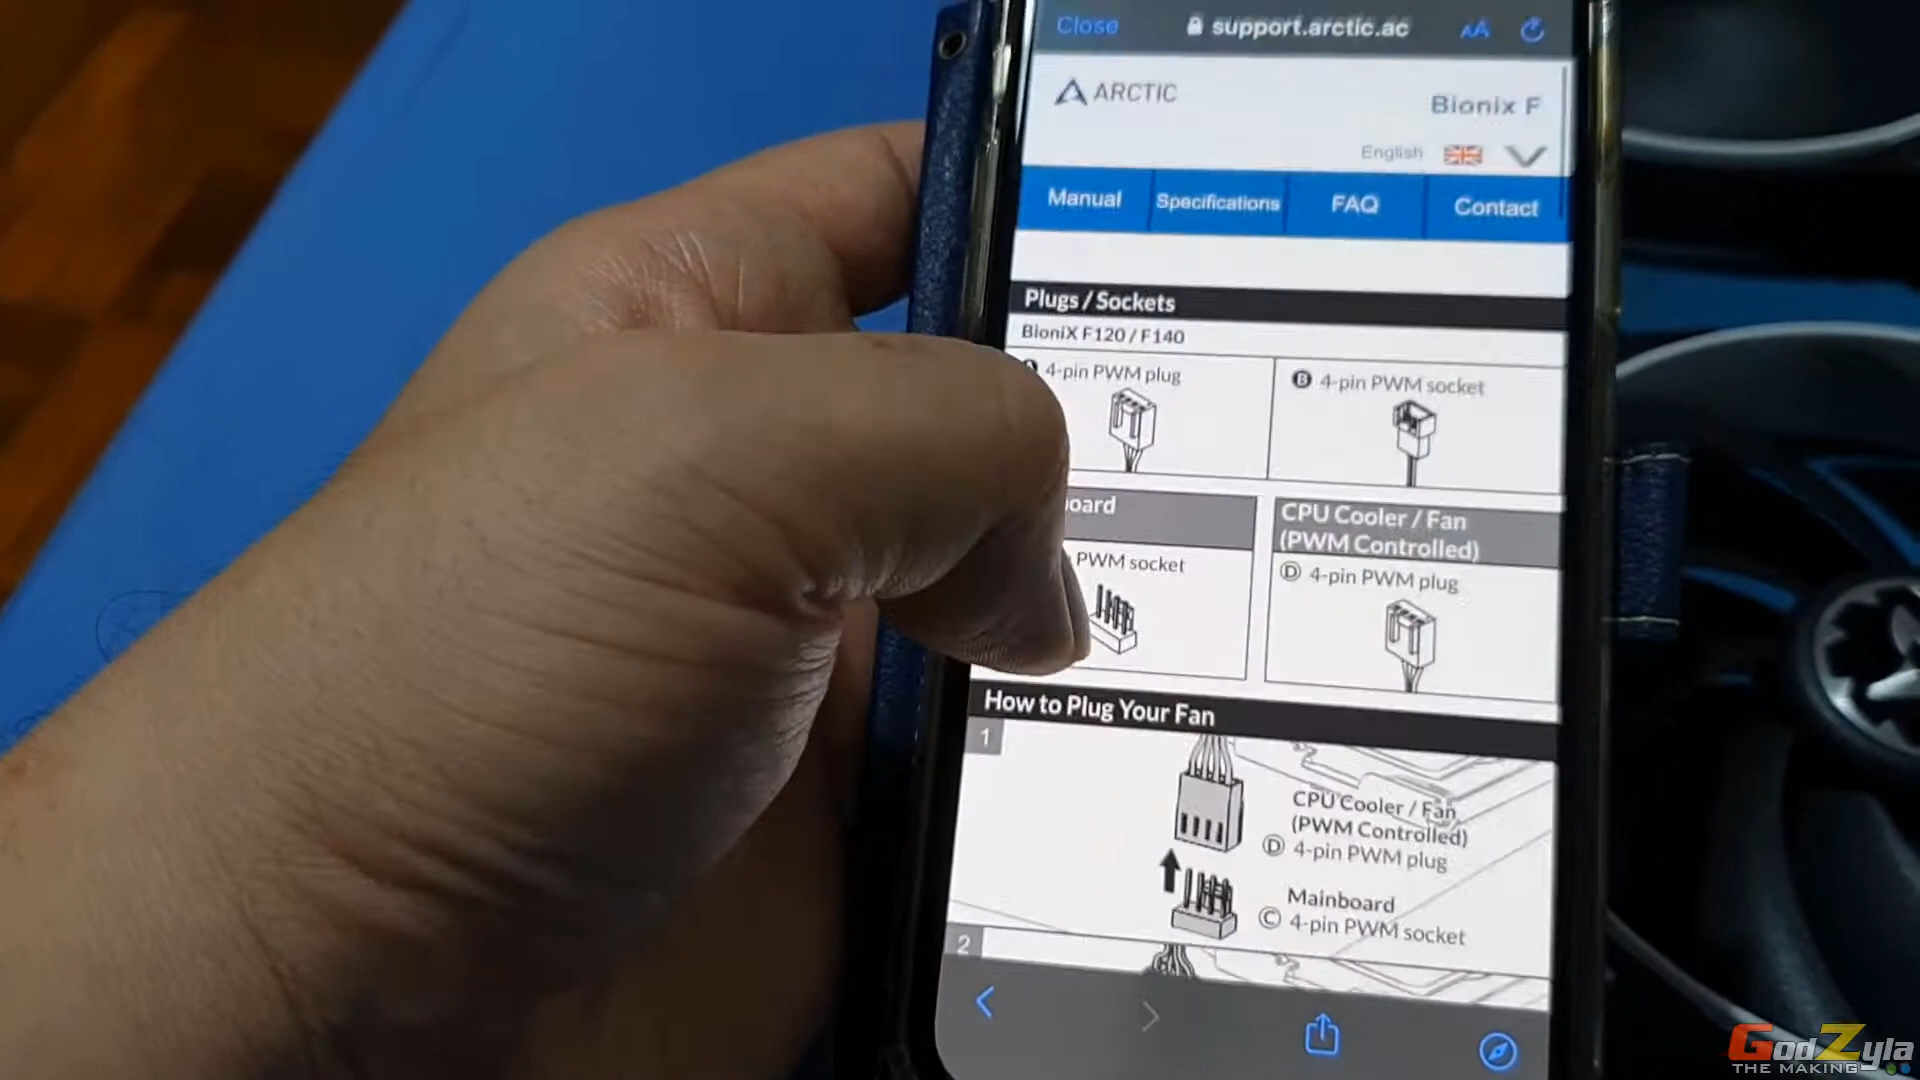 Close
support.arctic.ac
AA
ARCTIC
Bionix F
English
Manual
Specifications
FAQ
Contact
Plugs / Sockets
BioniX F120 / F140
4-pin PWM plug
B 4-pin PWM socket
CPU Cooler / Fan
(PWM Controlled)
PWM socket
D 4-pin PWM plug
How to Plug Your Fan
1
CPU Cooler / Fan
(PWM Controlled)
D 4-pin PWM plug
Mainboard
C 4-pin PWM socket
2
GodZyla
THE MAKING